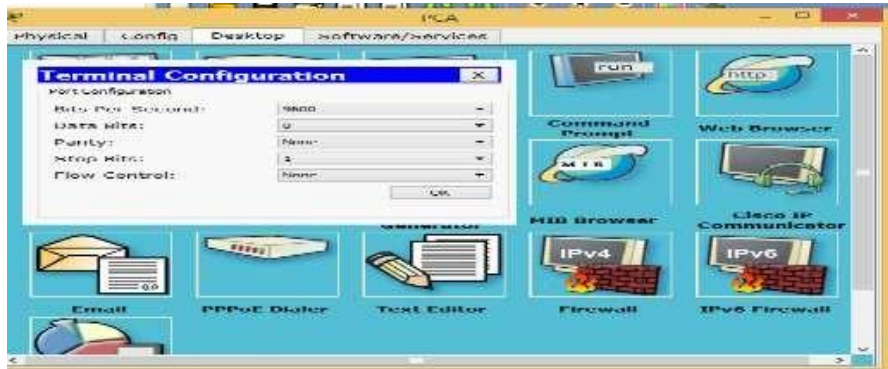 PCA
Physical Config Desktop Software/Services
Terminal Configuration X
Port Configuration
Bits Per Second: 9600
Data Bits:
Parity: None
Stop Bits: 1
Flow Control: None
OK
run
http:
Command Prompt
Web Browser
MIB
MIB Browser
Cisco IP Communicator
Generator
IPv4
IPv6
Email
PPPoE Dialer
Text Editor
Firewall
IPv6 Firewall